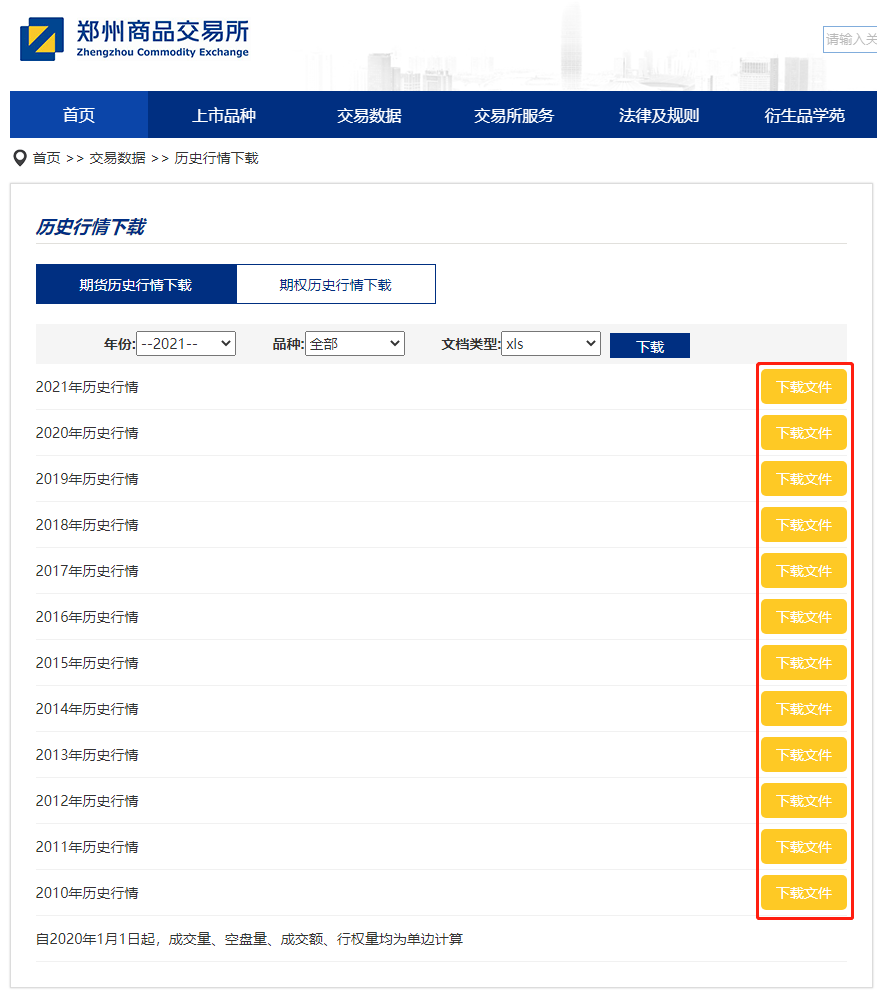 郑州商品交易所
Zhengzhou Commodity Exchange
请输入关
首页 上市品种 交易数据 交易所服务 法律及规则 衍生品学苑
首页 >> 交易数据 >> 历史行情下载
历史行情下载
期货历史行情下载 期权历史行情下载
年份: --2021-- 品种: 全部 文档类型: xls 下载
2021年历史行情 下载文件
2020年历史行情 下载文件
2019年历史行情 下载文件
2018年历史行情 下载文件
2017年历史行情 下载文件
2016年历史行情 下载文件
2015年历史行情 下载文件
2014年历史行情 下载文件
2013年历史行情 下载文件
2012年历史行情 下载文件
2011年历史行情 下载文件
2010年历史行情 下载文件
自2020年1月1日起，成交量、空盘量、成交额、行权量均为单边计算